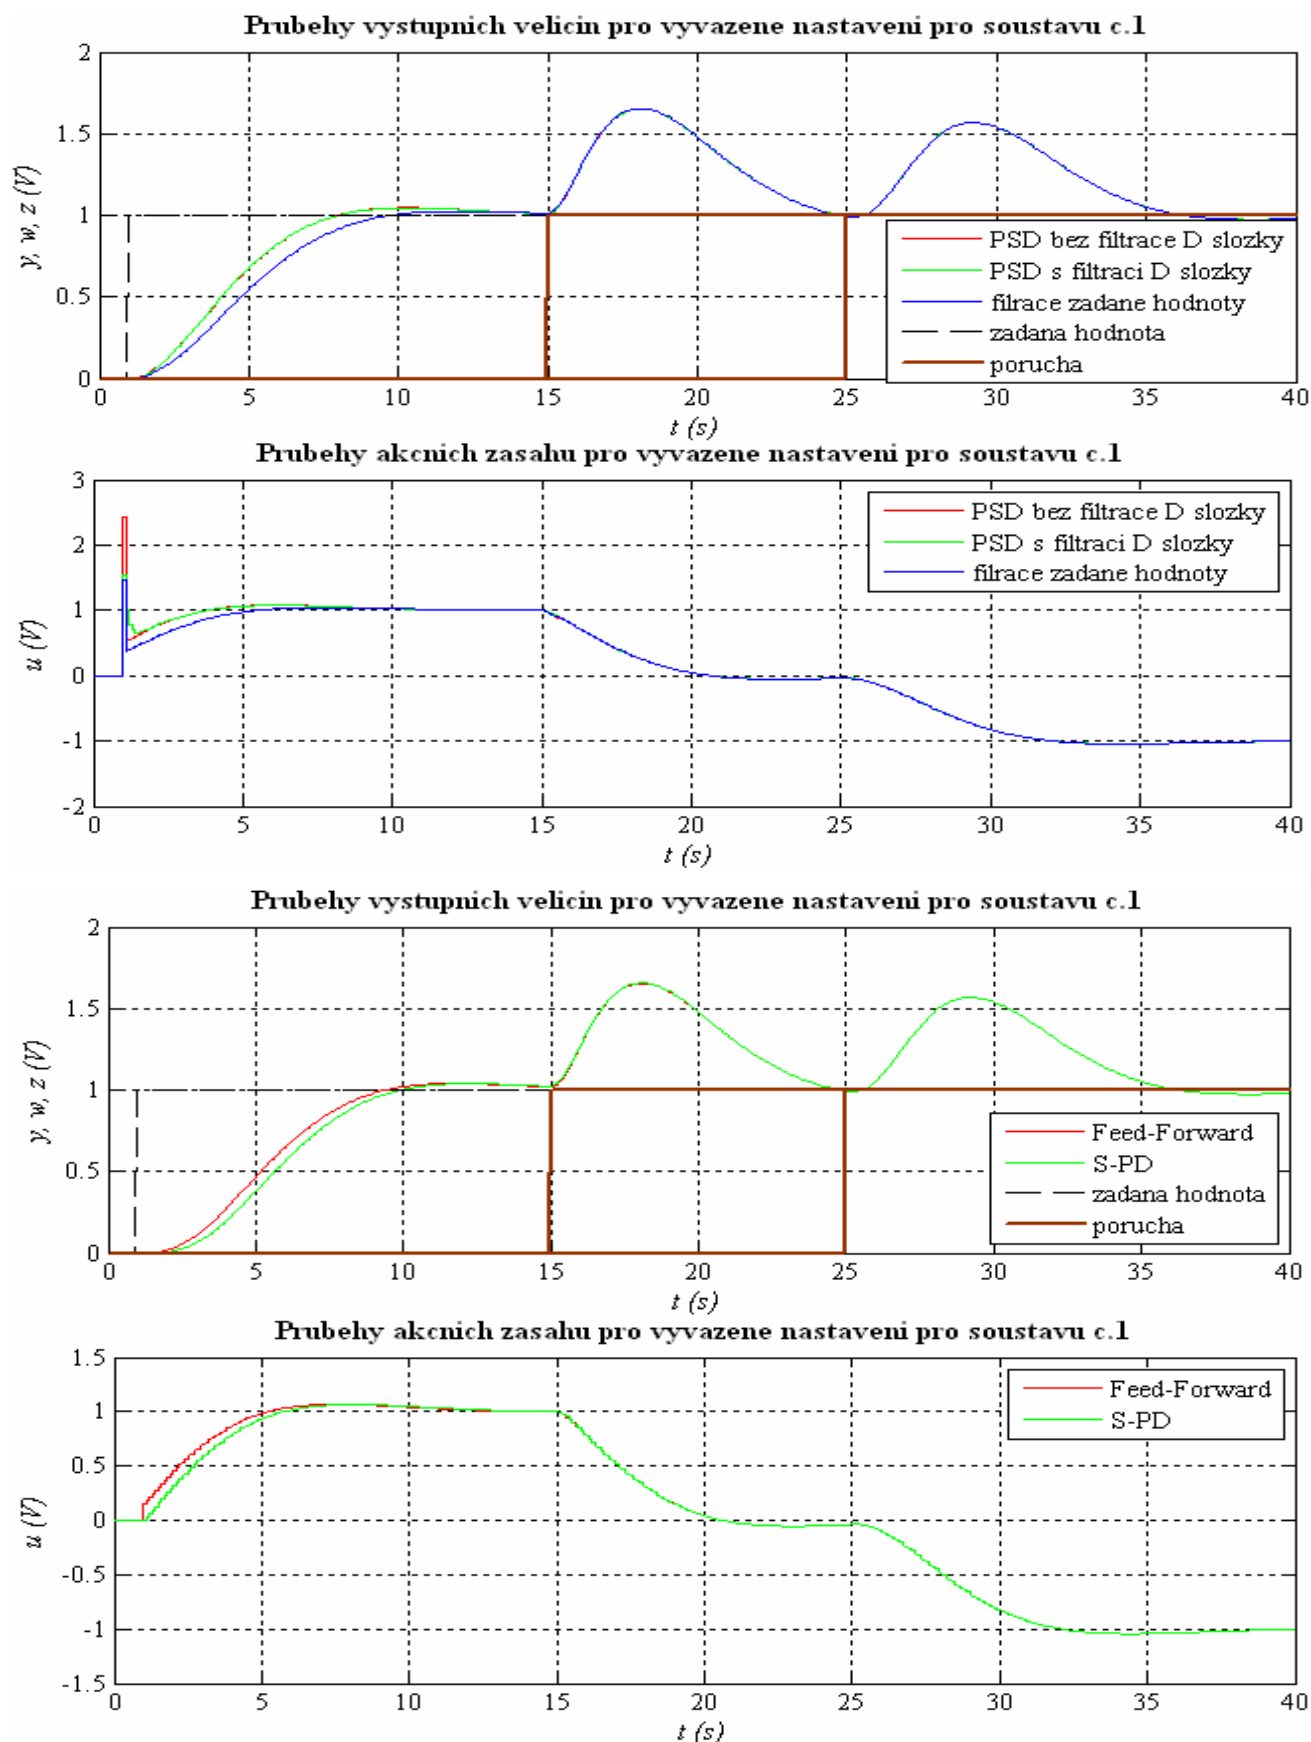 Prubehy vystupnich velicin pro vyvazene nastaveni pro soustavu c.1
2
1.5
1
0.5
0
y, w, z (V)
PSD bez filtrace D slozky
PSD s filtraci D slozky
filrace zadane hodnoty
zadana hodnota
porucha
0 5 10 15 20 25 30 35 40
t (s)
Prubehy akcnich zasahu pro vyvazene nastaveni pro soustavu c.1
3
2
1
0
-1
-2
u (V)
PSD bez filtrace D slozky
PSD s filtraci D slozky
filrace zadane hodnoty
0 5 10 15 20 25 30 35 40
t (s)
Prubehy vystupnich velicin pro vyvazene nastaveni pro soustavu c.1
2
1.5
1
0.5
0
y, w, z (V)
Feed-Forward
S-PD
zadana hodnota
porucha
0 5 10 15 20 25 30 35 40
t (s)
Prubehy akcnich zasahu pro vyvazene nastaveni pro soustavu c.1
1.5
1
0.5
0
-0.5
-1
-1.5
u (V)
Feed-Forward
S-PD
0 5 10 15 20 25 30 35 40
t (s)